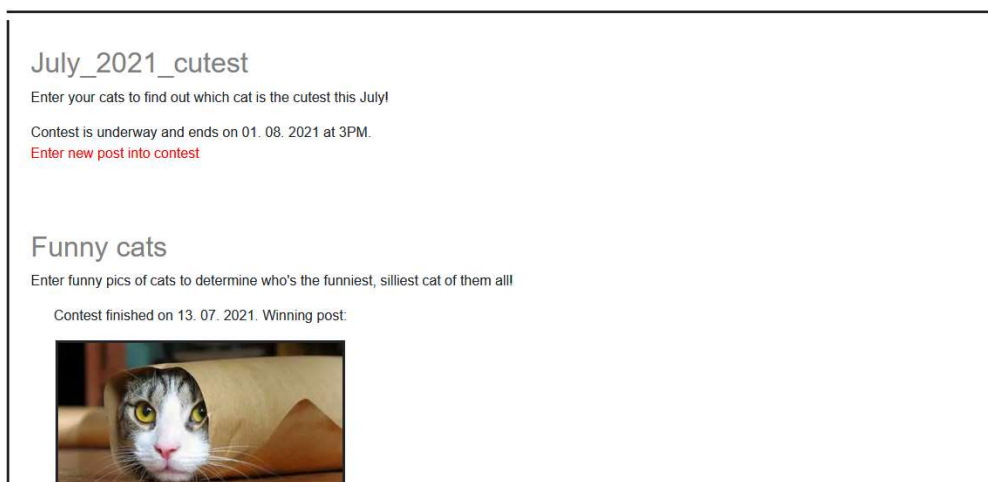 July_2021_cutest
Enter your cats to find out which cat is the cutest this July!
Contest is underway and ends on 01. 08. 2021 at 3PM.
Enter new post into contest
Funny cats
Enter funny pics of cats to determine who's the funniest, silliest cat of them all!
Contest finished on 13. 07. 2021. Winning post: